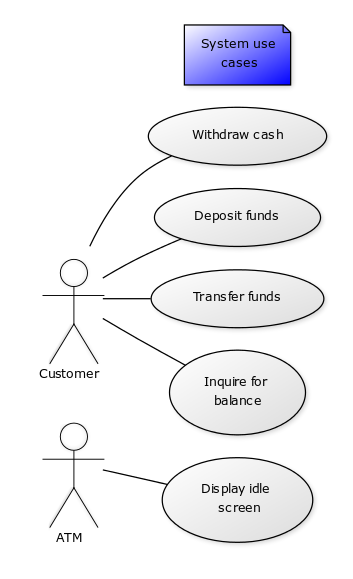 System use
cases
Withdraw cash
Deposit funds
Transfer funds
Customer
Inquire for
balance
Display idle
screen
ATM